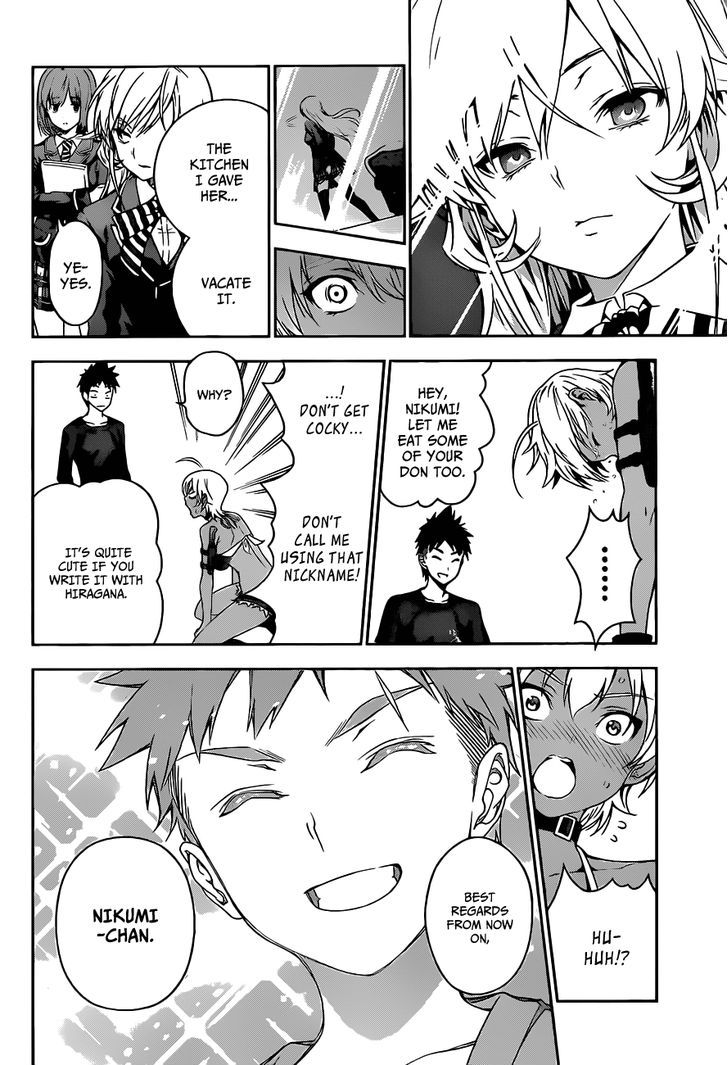 THE
KITCHEN
I GAVE
HER...
VACATE
IT.
YE-
YES.
......
HEY,
NIKUMI!
LET ME
EAT SOME
OF YOUR
DON TOO.
...!
DON'T GET
COCKY...
DON'T
CALL ME
USING THAT
NICKNAME!
WHY?
IT'S QUITE
CUTE IF YOU
WRITE IT WITH
HIRAGANA.
HU-
HUH!?
BEST
REGARDS
FROM NOW
ON,
NIKUMI
-CHAN.